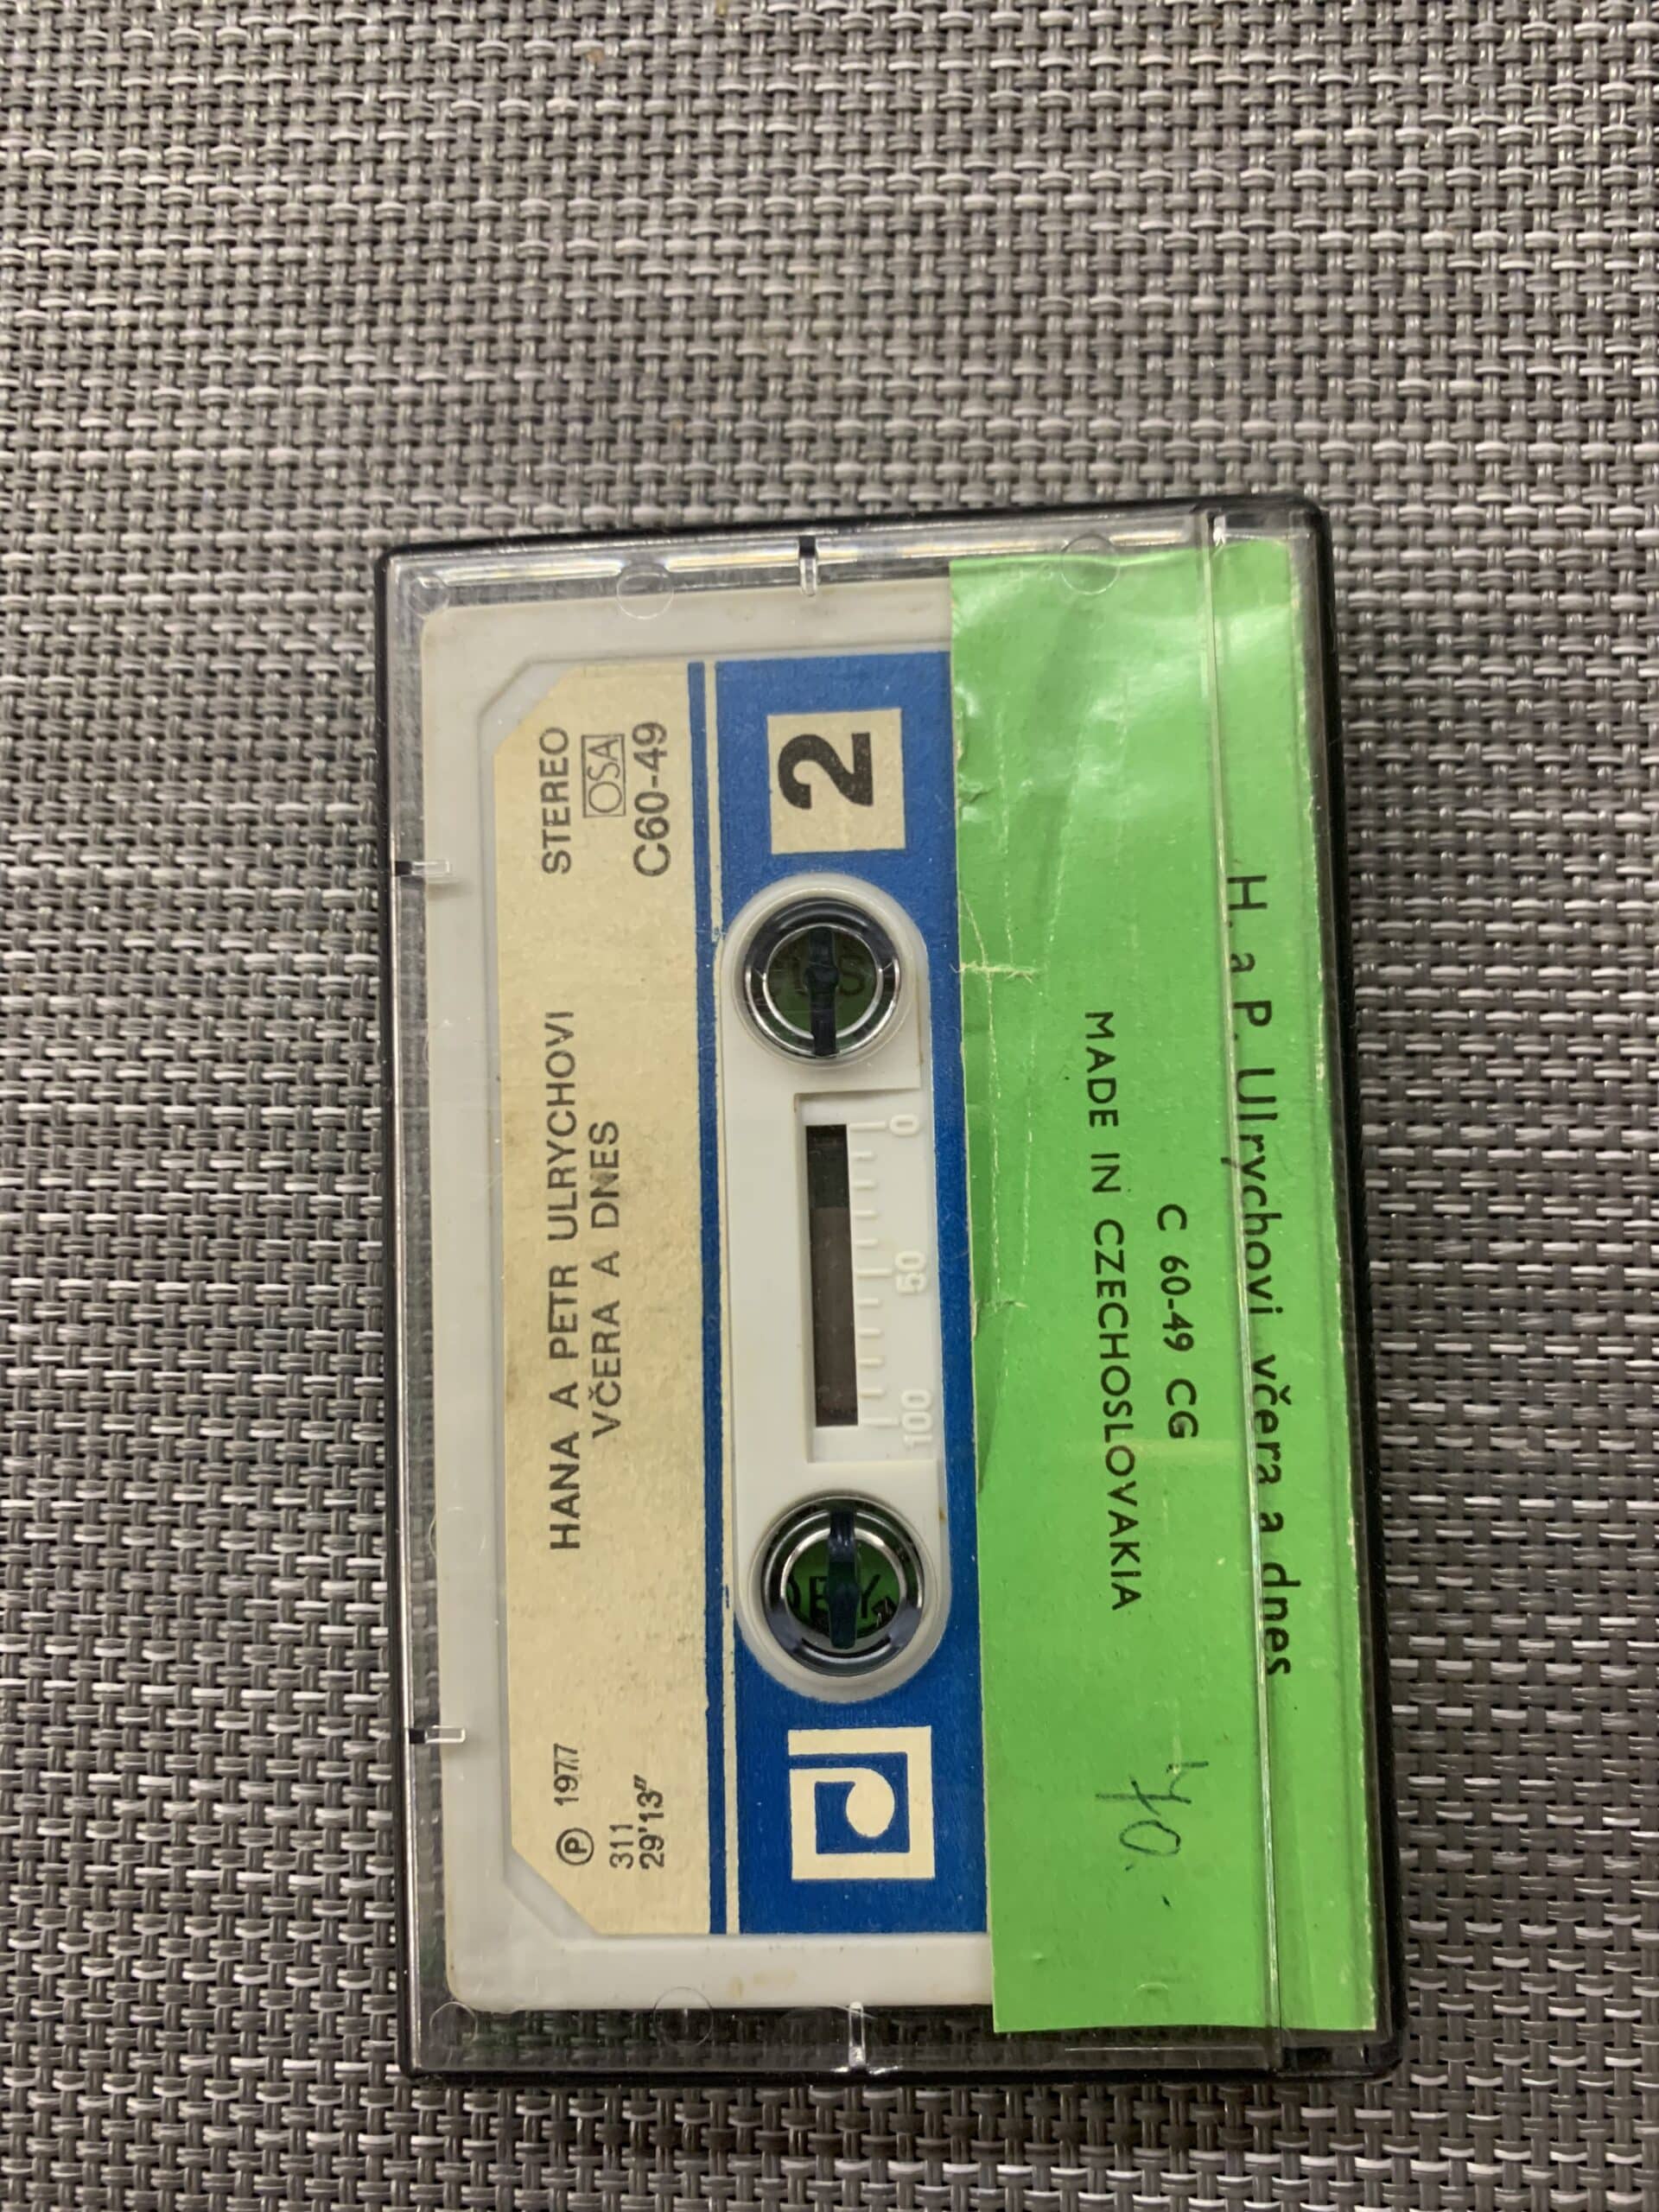 STEREO
OSA
C60-49
HANA A PETR ULRYCHOVI
VČERA A DNES
Ⓟ 1977
311
29'13"
2
0 50 100
H. a P. Ulrychovi včera a dnes
C 60-49 CG
MADE IN CZECHOSLOVAKIA
40.-